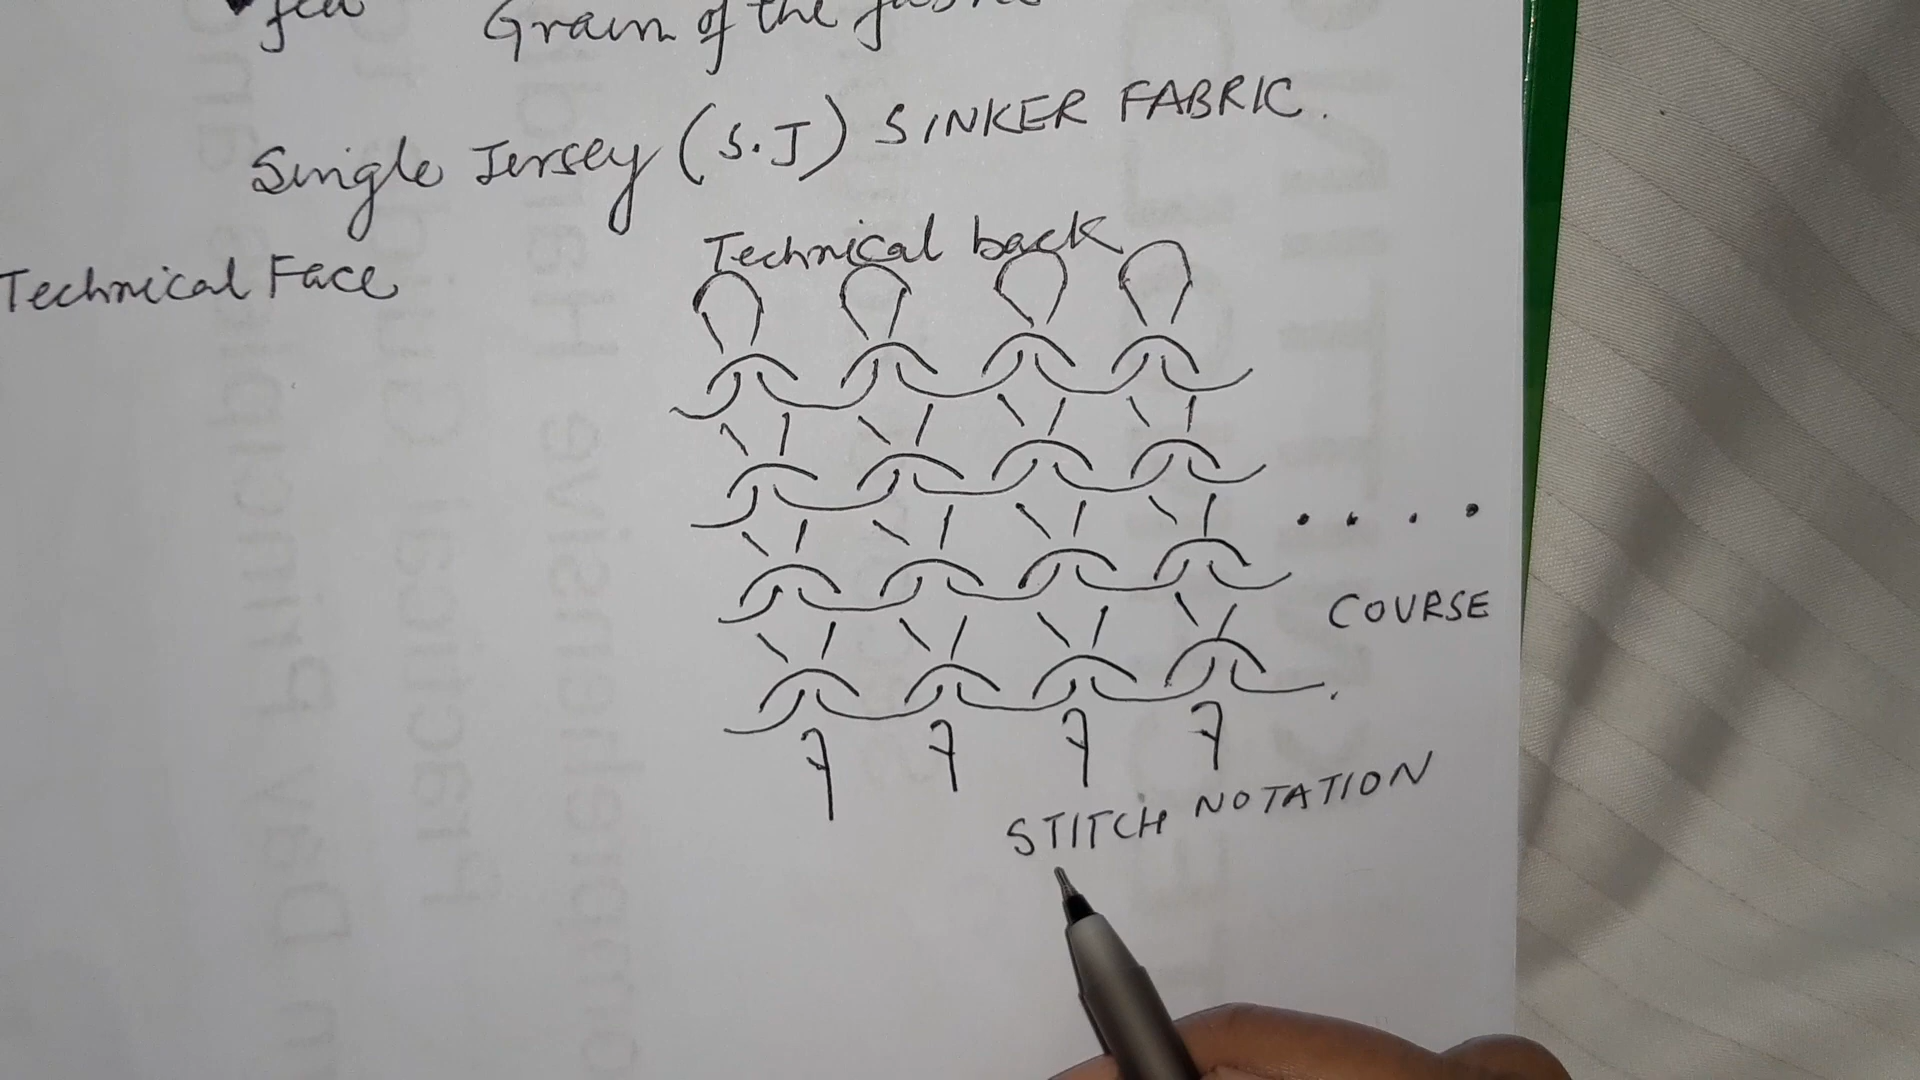 Grain of the
Single Jersey (S.J) SINKER FABRIC.
Technical back
Technical Face
COURSE
STITCH NOTATION